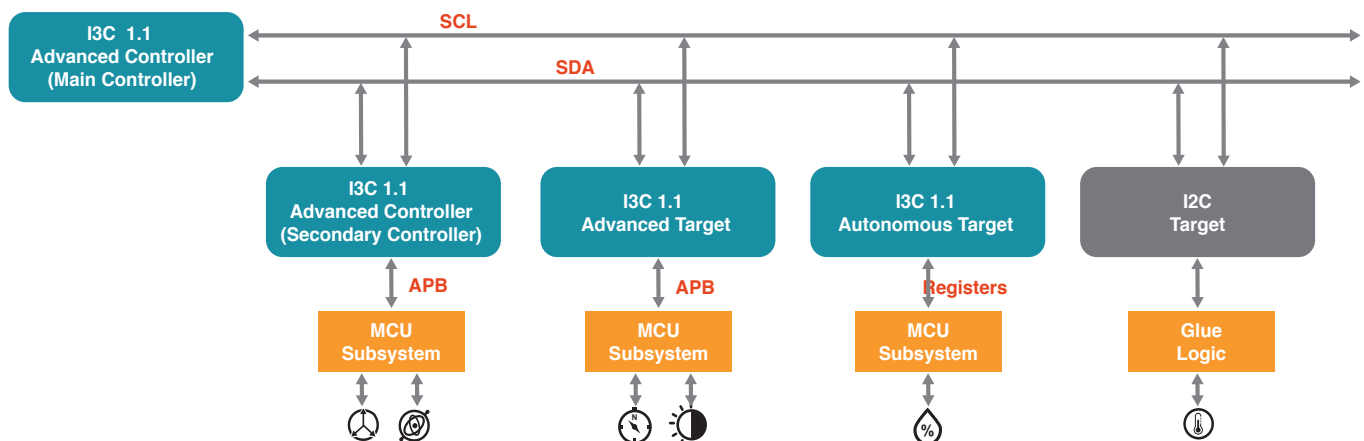 I3C 1.1
Advanced Controller
(Main Controller)
SCL
SDA
I3C 1.1
Advanced Controller
(Secondary Controller)
I3C 1.1
Advanced Target
I3C 1.1
Autonomous Target
I2C
Target
APB
APB
Registers
MCU
Subsystem
MCU
Subsystem
MCU
Subsystem
Glue
Logic
N
%